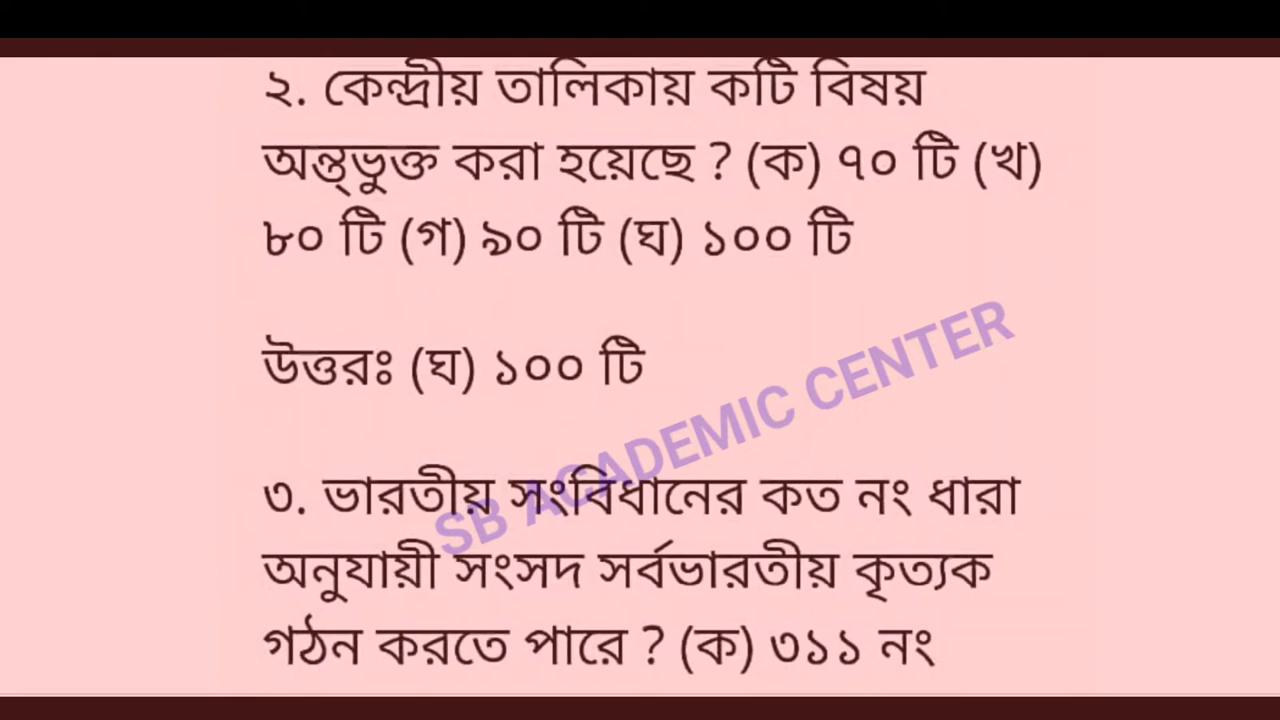 ২. কেন্দ্রীয় তালিকায় কটি বিষয়
অন্ত্ভুক্ত করা হয়েছে ? (ক) ৭০ টি (খ)
৮০ টি (গ) ৯০ টি (ঘ) ১০০ টি
উত্তরঃ (ঘ) ১০০ টি
SB ACADEMIC CENTER
৩. ভারতীয় সংবিধানের কত নং ধারা
অনুযায়ী সংসদ সর্বভারতীয় কৃত্যক
গঠন করতে পারে ? (ক) ৩১১ নং